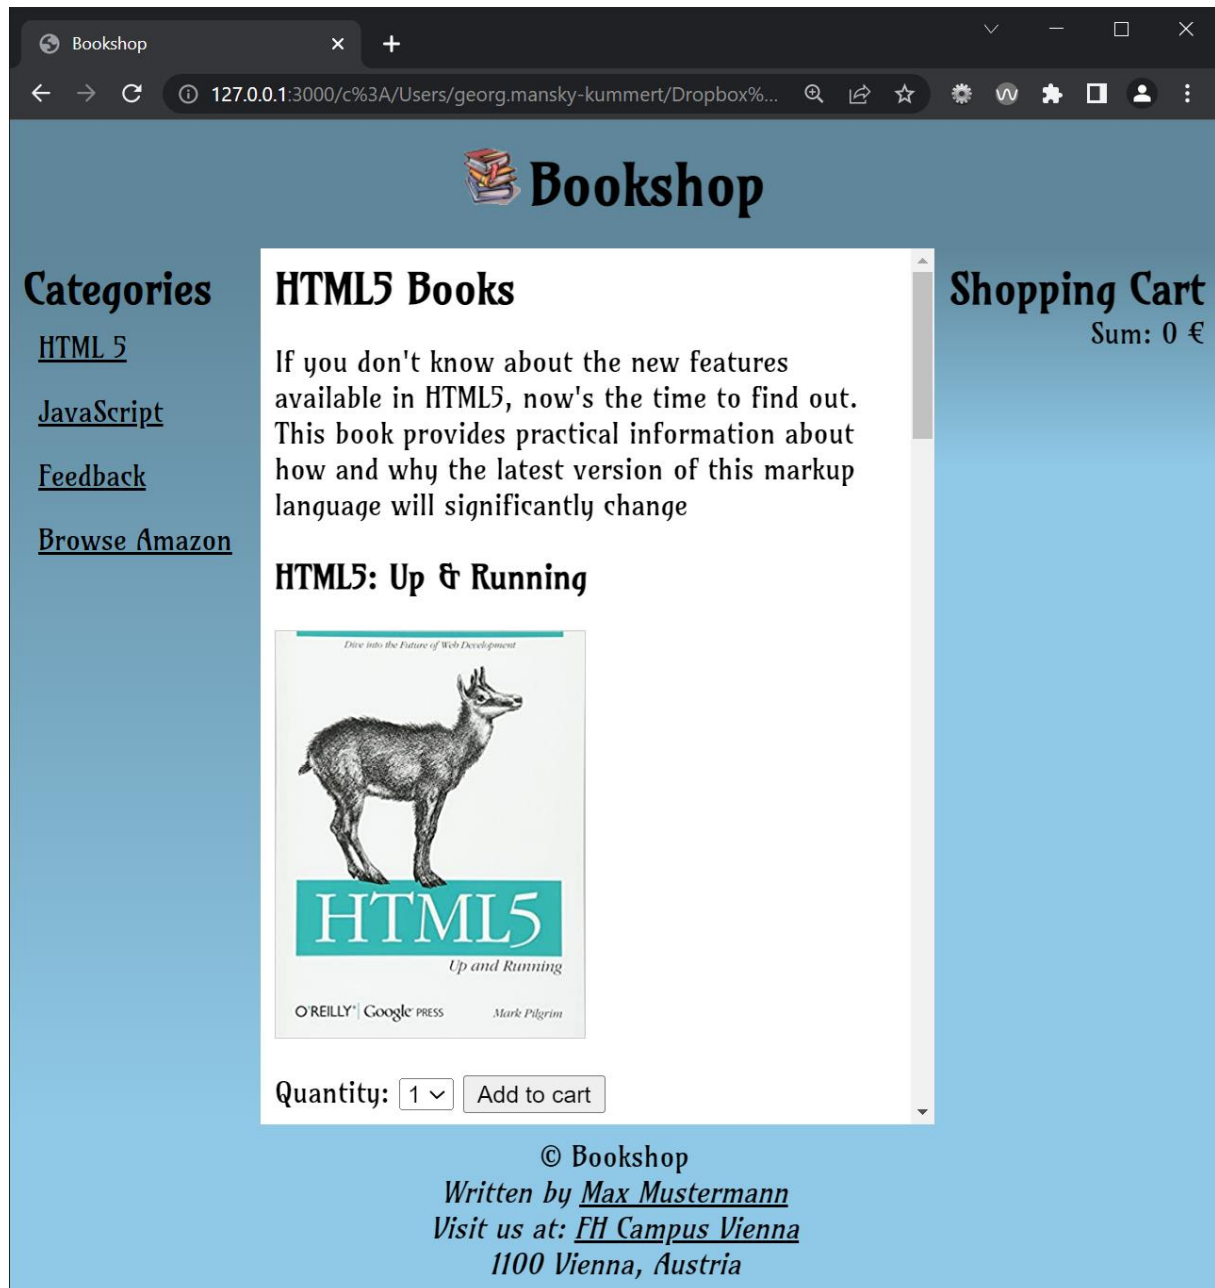 Bookshop
127.0.0.1:3000/c%3A/Users/georg.mansky-kummert/Dropbox%...
Bookshop
Categories
HTML 5
JavaScript
Feedback
Browse Amazon
HTML5 Books
If you don't know about the new features
available in HTML5, now's the time to find out.
This book provides practical information about
how and why the latest version of this markup
language will significantly change
HTML5: Up & Running
Dive into the Future of Web Development
HTML5
Up and Running
O'REILLY® | Google PRESS
Mark Pilgrim
Quantity: 1 Add to cart
Shopping Cart
Sum: 0 €
© Bookshop
Written by Max Mustermann
Visit us at: FH Campus Vienna
1100 Vienna, Austria